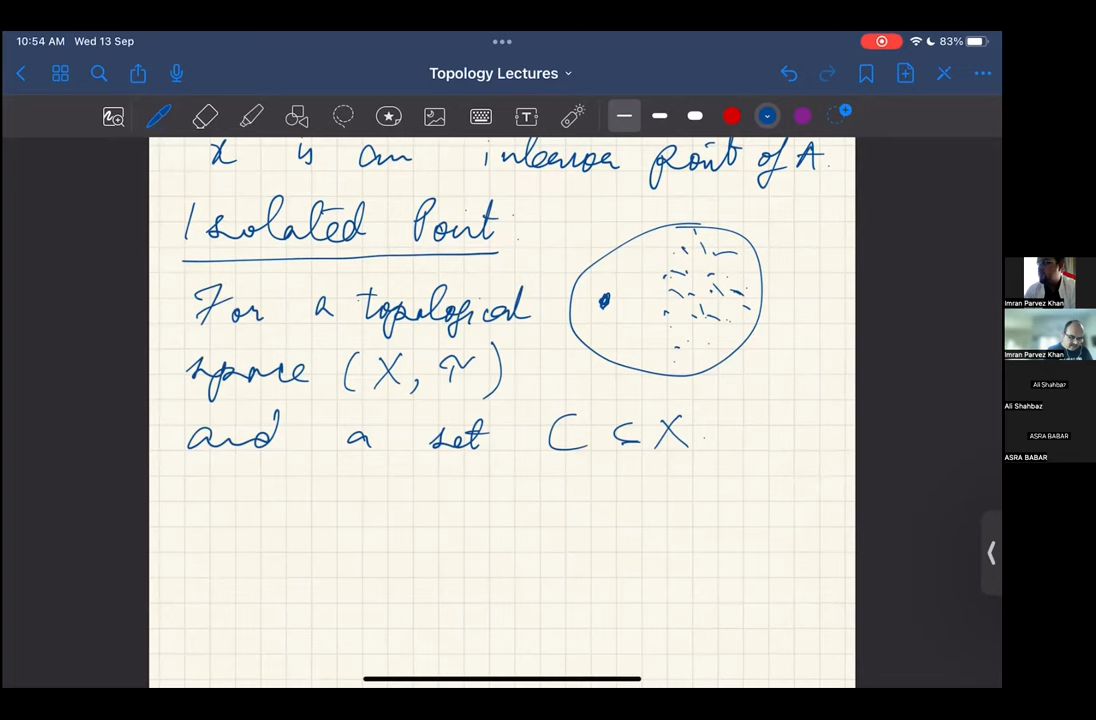 10:54 AM Wed 13 Sep
83%
Topology Lectures
T
x is an interior point of A.
Isolated Point
For a topological
space (X, τ)
and a set C ⊆ X
Imran Parvez Khan
Imran Parvez Khan
Ali Shahbaz
Ali Shahbaz
ASRA BABAR
ASRA BABAR